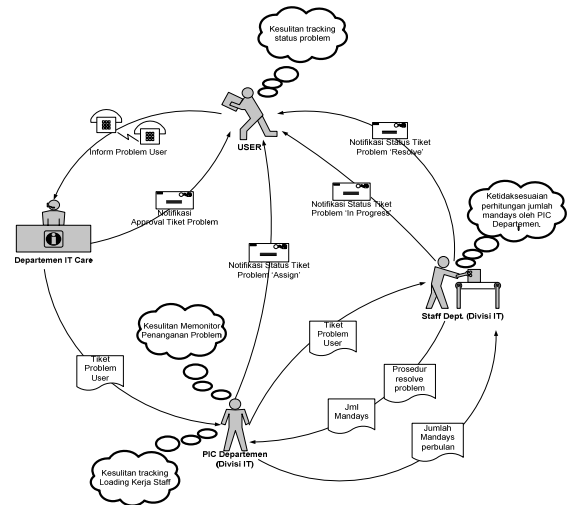 Kesulitan tracking
status problem
Inform Problem User
USER
Notifikasi Status Tiket
Problem 'Resolve'
Notifikasi
Approval Tiket Problem
Notifikasi Status Tiket
Problem 'In Progress'
Ketidaksesuaian
perhitungan jumlah
mandays oleh PIC
Departemen.
Departemen IT Care
Notifikasi Status Tiket
Problem 'Assign'
Staff Dept. (Divisi IT)
Kesulitan Memonitor
Penanganan Problem
Tiket
Problem
User
Tiket
Problem
User
Prosedur
resolve
problem
Jml
Mandays
Jumlah
Mandays
perbulan
PIC Departemen
(Divisi IT)
Kesulitan tracking
Loading Kerja Staff